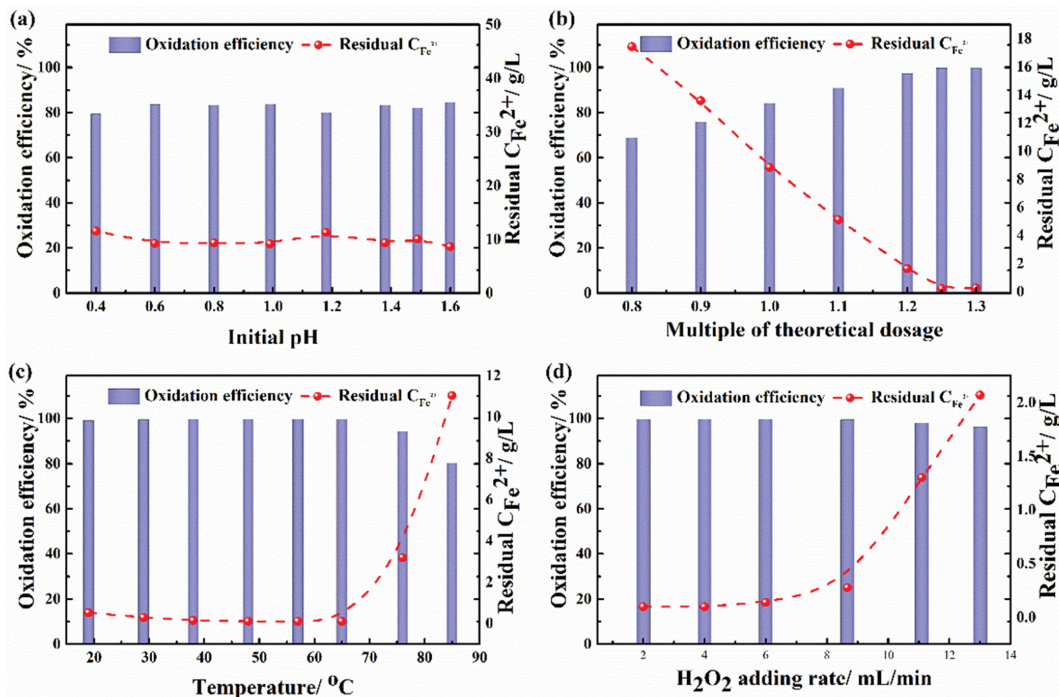 (a)
Oxidation efficiency
Residual C_Fe²⁺
Oxidation efficiency/ %
100
80
60
40
20
0
Residual C_Fe²⁺/ g/L
50
40
30
20
10
0
0.4 0.6 0.8 1.0 1.2 1.4 1.6
Initial pH
(b)
Oxidation efficiency
Residual C_Fe²⁺
Oxidation efficiency/ %
100
80
60
40
20
0
Residual C_Fe²⁺/ g/L
18
16
14
12
10
8
6
4
2
0
0.8 0.9 1.0 1.1 1.2 1.3
Multiple of theoretical dosage
(c)
Oxidation efficiency
Residual C_Fe²⁺
Oxidation efficiency/ %
100
80
60
40
20
0
Residual C_Fe²⁺/ g/L
12
10
8
6
4
2
0
20 30 40 50 60 70 80 90
Temperature/ °C
(d)
Oxidation efficiency
Residual C_Fe²⁺
Oxidation efficiency/ %
100
80
60
40
20
0
Residual C_Fe²⁺/ g/L
2.0
1.5
1.0
0.5
0.0
0 2 4 6 8 10 12 14
H₂O₂ adding rate/ mL/min